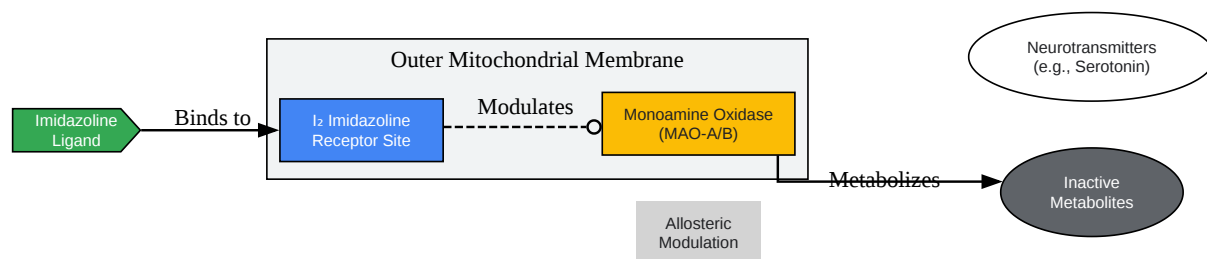 Outer Mitochondrial Membrane
Imidazoline
Ligand
Binds to
I₂ Imidazoline
Receptor Site
Modulates
Monoamine Oxidase
(MAO-A/B)
Neurotransmitters
(e.g., Serotonin)
Metabolizes
Inactive
Metabolites
Allosteric
Modulation